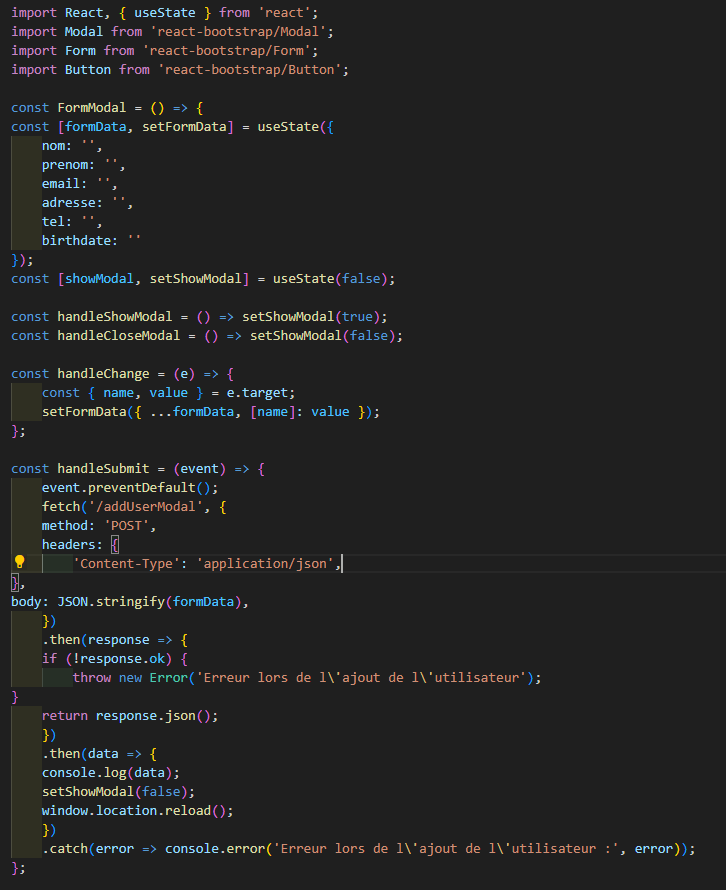 import React, { useState } from 'react';
import Modal from 'react-bootstrap/Modal';
import Form from 'react-bootstrap/Form';
import Button from 'react-bootstrap/Button';

const FormModal = () => {
const [formData, setFormData] = useState({
    nom: '',
    prenom: '',
    email: '',
    adresse: '',
    tel: '',
    birthdate: ''
});
const [showModal, setShowModal] = useState(false);

const handleShowModal = () => setShowModal(true);
const handleCloseModal = () => setShowModal(false);

const handleChange = (e) => {
    const { name, value } = e.target;
    setFormData({ ...formData, [name]: value });
};

const handleSubmit = (event) => {
    event.preventDefault();
    fetch('/addUserModal', {
    method: 'POST',
    headers: {
        'Content-Type': 'application/json',
},
body: JSON.stringify(formData),
    })
    .then(response => {
    if (!response.ok) {
        throw new Error('Erreur lors de l\'ajout de l\'utilisateur');
}
    return response.json();
    })
    .then(data => {
    console.log(data);
    setShowModal(false);
    window.location.reload();
    })
    .catch(error => console.error('Erreur lors de l\'ajout de l\'utilisateur :', error));
};